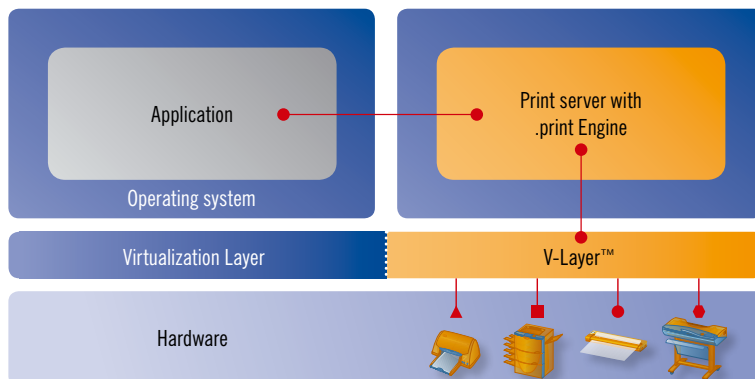 Application
Print server with
.print Engine
Operating system
Virtualization Layer
V-Layer™
Hardware